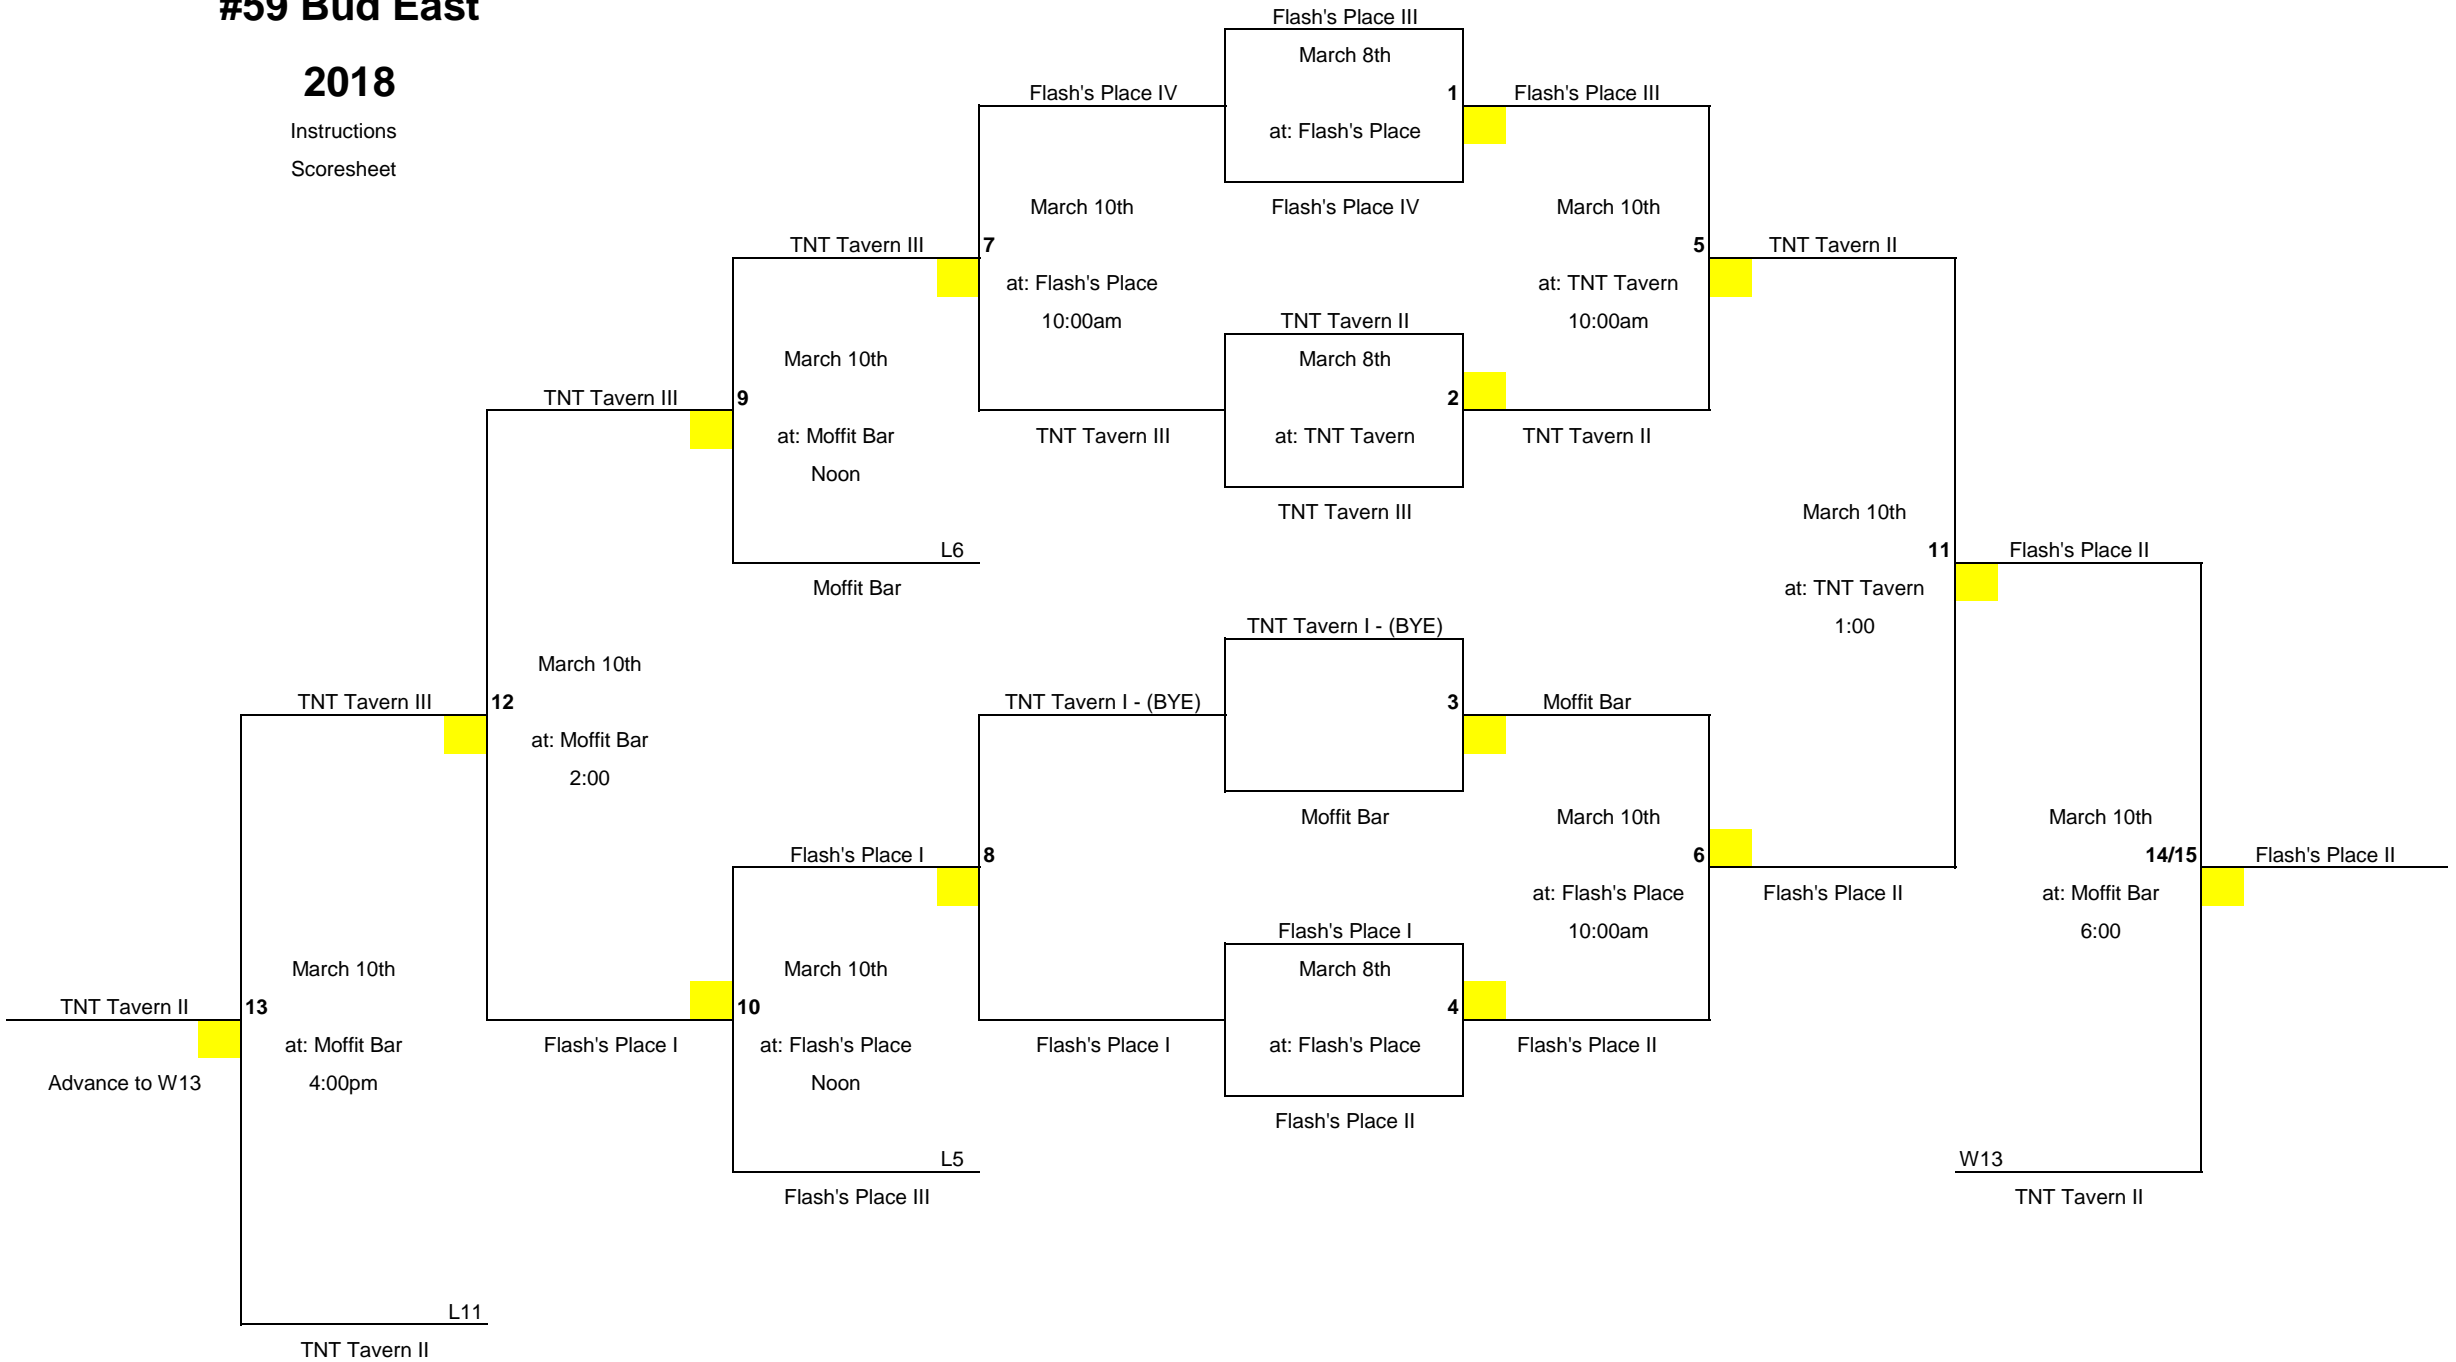 #59 Bud East
Flash's Place III
2018
March 8th
Flash's Place IV
1
Flash's Place III
Instructions
at: Flash's Place
Scoresheet
March 10th
Flash's Place IV
March 10th
TNT Tavern III
7
5
TNT Tavern II
at: Flash's Place
at: TNT Tavern
10:00am
TNT Tavern II
10:00am
March 10th
March 8th
TNT Tavern III
9
2
at: Moffit Bar
TNT Tavern III
at: TNT Tavern
TNT Tavern II
Noon
TNT Tavern III
March 10th
L6
11
Flash's Place II
Moffit Bar
at: TNT Tavern
TNT Tavern I - (BYE)
1:00
March 10th
TNT Tavern III
12
TNT Tavern I - (BYE)
3
Moffit Bar
at: Moffit Bar
2:00
Moffit Bar
March 10th
March 10th
Flash's Place I
8
6
14/15
Flash's Place II
at: Flash's Place
Flash's Place II
at: Moffit Bar
Flash's Place I
10:00am
6:00
March 10th
March 10th
March 8th
TNT Tavern II
13
10
4
at: Moffit Bar
Flash's Place I
at: Flash's Place
Flash's Place I
at: Flash's Place
Flash's Place II
Advance to W13
4:00pm
Noon
Flash's Place II
L5
W13
Flash's Place III
TNT Tavern II
L11
TNT Tavern II